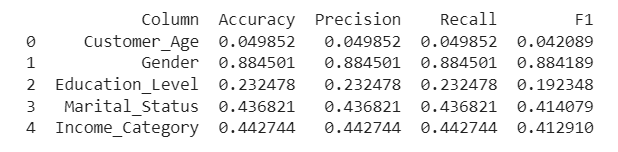 Column Accuracy Precision Recall F1
0 Customer_Age 0.049852 0.049852 0.049852 0.042089
1 Gender 0.884501 0.884501 0.884501 0.884189
2 Education_Level 0.232478 0.232478 0.232478 0.192348
3 Marital_Status 0.436821 0.436821 0.436821 0.414079
4 Income_Category 0.442744 0.442744 0.442744 0.412910